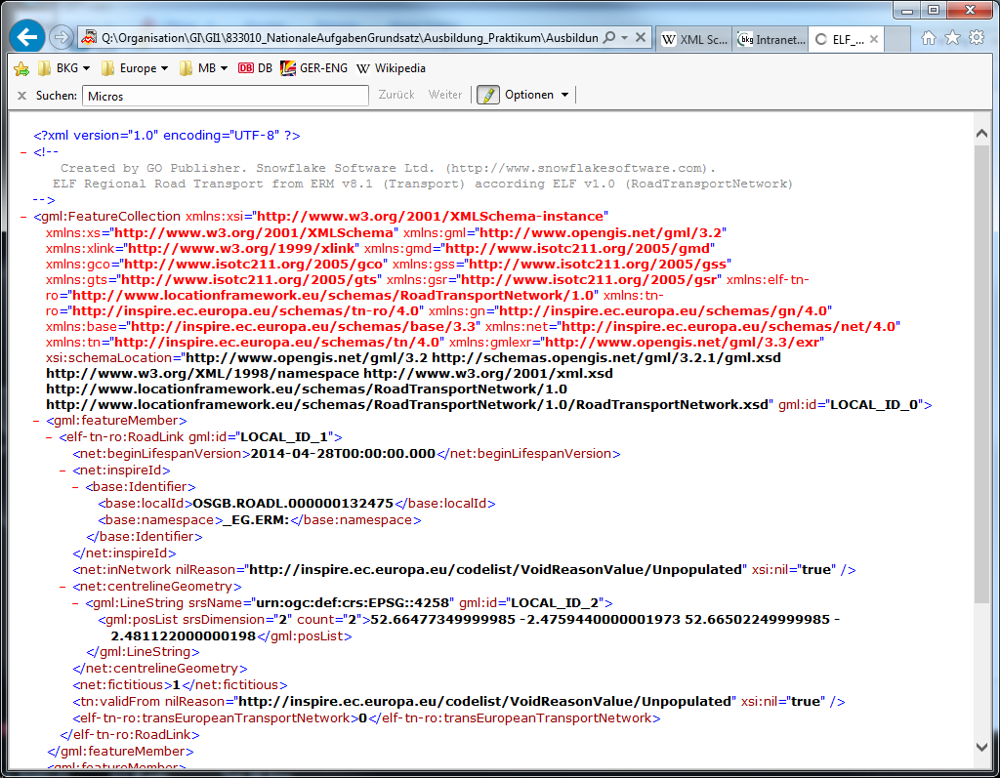 Q:\Organisation\GI\GI1\833010_NationaleAufgabenGrundsatz\Ausbildung_Praktikum\Ausbildun
W XML Sc...
bkg Intranet...
ELF_...
BKG
Europe
MB
DB DB
GER-ENG
W Wikipedia
Suchen: Micros
Zurück
Weiter
Optionen
<?xml version="1.0" encoding="UTF-8" ?>
- <!--
Created by GO Publisher. Snowflake Software Ltd. (http://www.snowflakesoftware.com).
ELF Regional Road Transport from ERM v8.1 (Transport) according ELF v1.0 (RoadTransportNetwork)
-->
- <gml:FeatureCollection xmlns:xsi="http://www.w3.org/2001/XMLSchema-instance"
xmlns:xs="http://www.w3.org/2001/XMLSchema" xmlns:gml="http://www.opengis.net/gml/3.2"
xmlns:xlink="http://www.w3.org/1999/xlink" xmlns:gmd="http://www.isotc211.org/2005/gmd"
xmlns:gco="http://www.isotc211.org/2005/gco" xmlns:gss="http://www.isotc211.org/2005/gss"
xmlns:gts="http://www.isotc211.org/2005/gts" xmlns:gsr="http://www.isotc211.org/2005/gsr" xmlns:elf-tn-
ro="http://www.locationframework.eu/schemas/RoadTransportNetwork/1.0" xmlns:tn-
ro="http://inspire.ec.europa.eu/schemas/tn-ro/4.0" xmlns:gn="http://inspire.ec.europa.eu/schemas/gn/4.0"
xmlns:base="http://inspire.ec.europa.eu/schemas/base/3.3" xmlns:net="http://inspire.ec.europa.eu/schemas/net/4.0"
xmlns:tn="http://inspire.ec.europa.eu/schemas/tn/4.0" xmlns:gmlexr="http://www.opengis.net/gml/3.3/exr"
xsi:schemaLocation="http://www.opengis.net/gml/3.2 http://schemas.opengis.net/gml/3.2.1/gml.xsd
http://www.w3.org/XML/1998/namespace http://www.w3.org/2001/xml.xsd
http://www.locationframework.eu/schemas/RoadTransportNetwork/1.0
http://www.locationframework.eu/schemas/RoadTransportNetwork/1.0/RoadTransportNetwork.xsd" gml:id="LOCAL_ID_0">
- <gml:featureMember>
- <elf-tn-ro:RoadLink gml:id="LOCAL_ID_1">
<net:beginLifespanVersion>2014-04-28T00:00:00.000</net:beginLifespanVersion>
- <net:inspireId>
- <base:Identifier>
<base:localId>OSGB.ROADL.000000132475</base:localId>
<base:namespace>_EG.ERM:</base:namespace>
</base:Identifier>
</net:inspireId>
<net:inNetwork nilReason="http://inspire.ec.europa.eu/codelist/VoidReasonValue/Unpopulated" xsi:nil="true" />
- <net:centrelineGeometry>
- <gml:LineString srsName="urn:ogc:def:crs:EPSG::4258" gml:id="LOCAL_ID_2">
<gml:posList srsDimension="2" count="2">52.66477349999985 -2.4759440000001973 52.66502249999985 -
2.481122000000198</gml:posList>
</gml:LineString>
</net:centrelineGeometry>
<net:fictitious>1</net:fictitious>
<tn:validFrom nilReason="http://inspire.ec.europa.eu/codelist/VoidReasonValue/Unpopulated" xsi:nil="true" />
<elf-tn-ro:transEuropeanTransportNetwork>0</elf-tn-ro:transEuropeanTransportNetwork>
</elf-tn-ro:RoadLink>
</gml:featureMember>
<gml:featureMember>